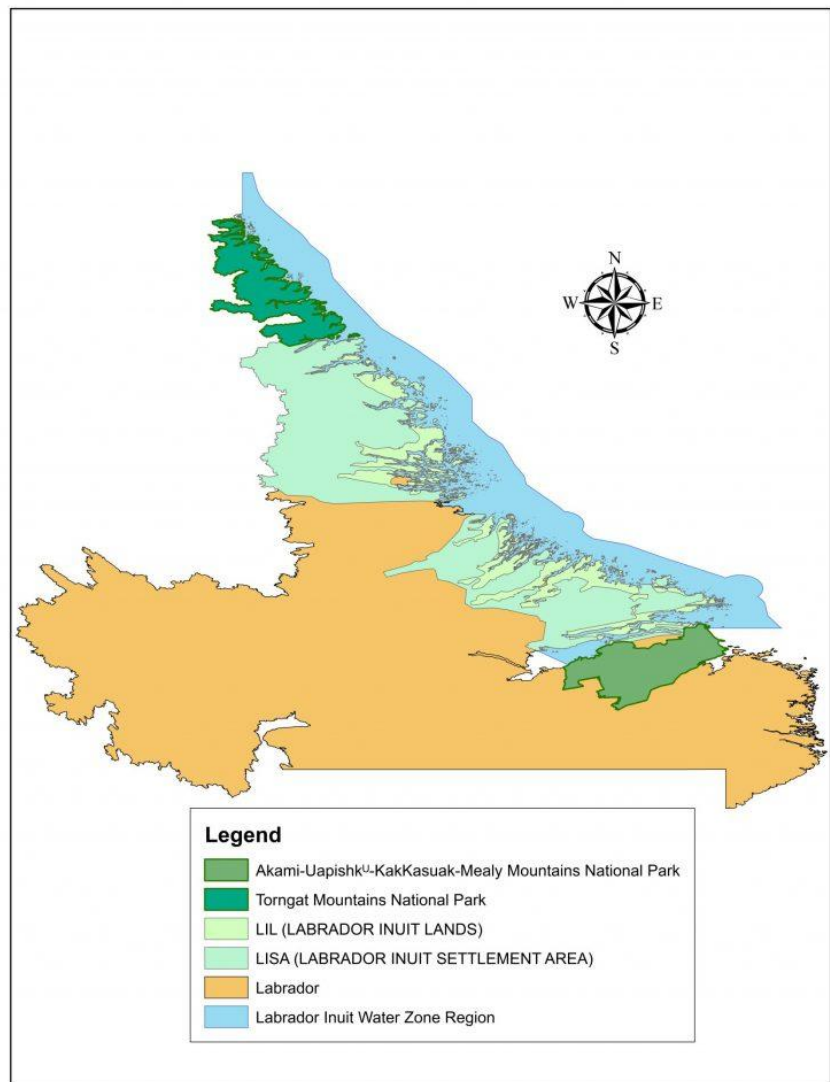 N
W E
S
Legend
Akami-Uapishkᵁ-KakKasuak-Mealy Mountains National Park
Torngat Mountains National Park
LIL (LABRADOR INUIT LANDS)
LISA (LABRADOR INUIT SETTLEMENT AREA)
Labrador
Labrador Inuit Water Zone Region